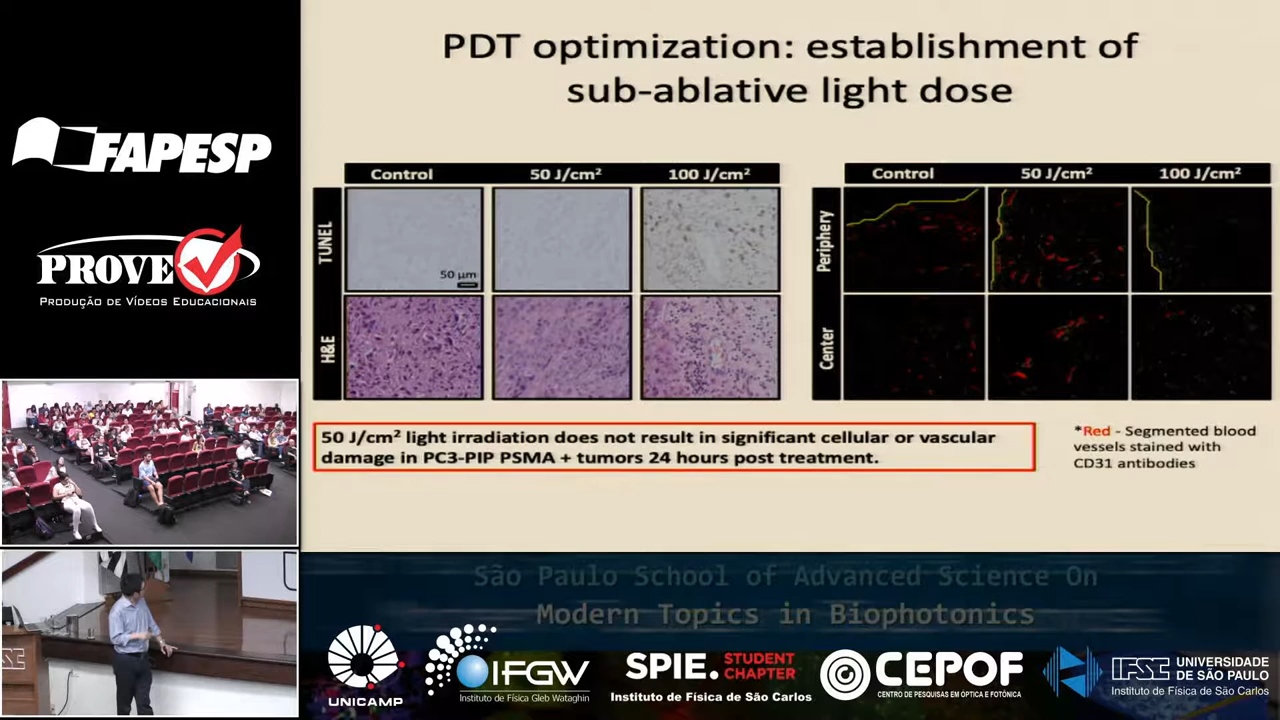 FAPESP
PROVE
PRODUÇÃO DE VÍDEOS EDUCACIONAIS
PDT optimization: establishment of
sub-ablative light dose
Control 50 J/cm² 100 J/cm²
TUNEL
50 µm
H&E
Control 50 J/cm² 100 J/cm²
Periphery
Center
50 J/cm² light irradiation does not result in significant cellular or vascular
damage in PC3-PIP PSMA + tumors 24 hours post treatment.
*Red - Segmented blood
vessels stained with
CD31 antibodies
São Paulo School of Advanced Science On
Modern Topics in Biophotonics
UNICAMP
IFGW
Instituto de Física Gleb Wataghin
SPIE. STUDENT
CHAPTER
Instituto de Física de São Carlos
CEPOF
CENTRO DE PESQUISAS EM ÓPTICA E FOTÔNICA
IFSC UNIVERSIDADE
DE SÃO PAULO
Instituto de Física de São Carlos